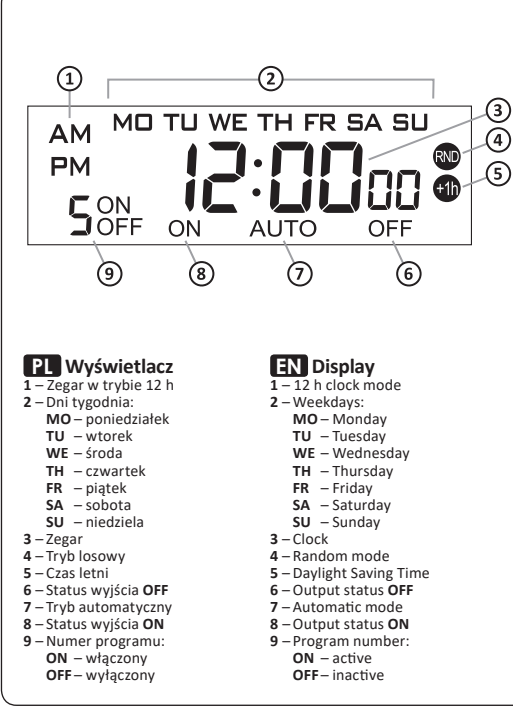 1 2
MO TU WE TH FR SA SU 3
AM 12:00 00 RND 4
PM +1h 5
5 ON
OFF ON AUTO OFF
9 8 7 6
PL Wyświetlacz
1 – Zegar w trybie 12 h
2 – Dni tygodnia:
MO – poniedziałek
TU – wtorek
WE – środa
TH – czwartek
FR – piątek
SA – sobota
SU – niedziela
3 – Zegar
4 – Tryb losowy
5 – Czas letni
6 – Status wyjścia OFF
7 – Tryb automatyczny
8 – Status wyjścia ON
9 – Numer programu:
ON – włączony
OFF – wyłączony
EN Display
1 – 12 h clock mode
2 – Weekdays:
MO – Monday
TU – Tuesday
WE – Wednesday
TH – Thursday
FR – Friday
SA – Saturday
SU – Sunday
3 – Clock
4 – Random mode
5 – Daylight Saving Time
6 – Output status OFF
7 – Automatic mode
8 – Output status ON
9 – Program number:
ON – active
OFF – inactive